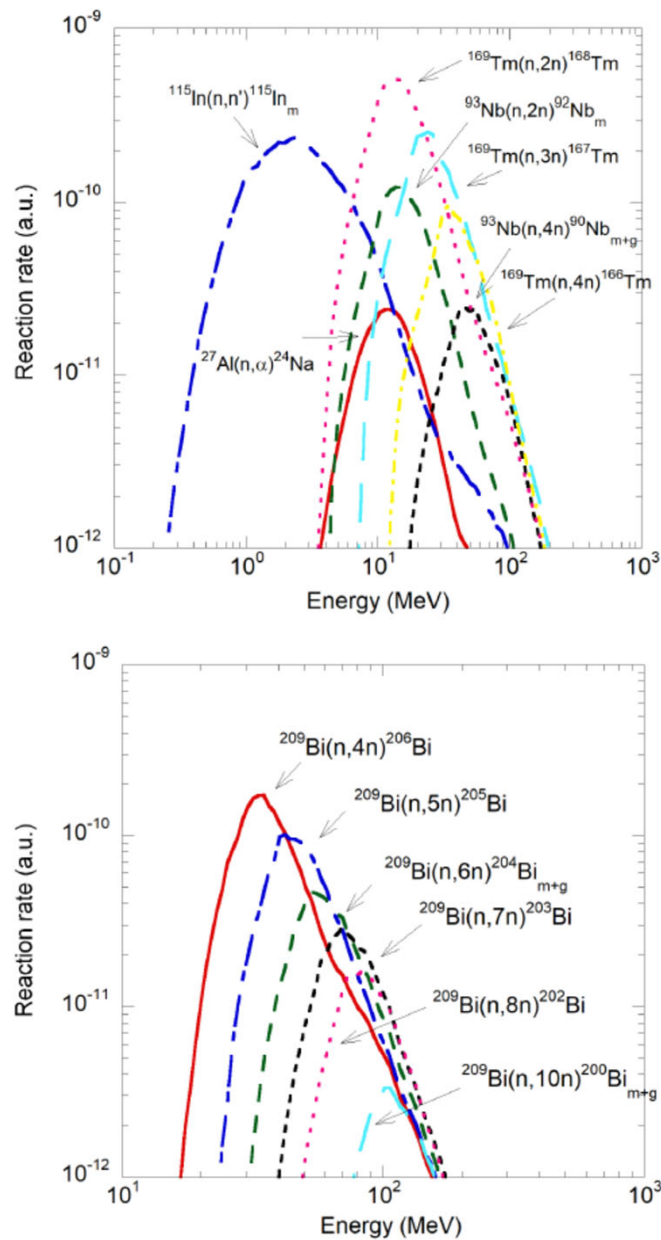 10⁻⁹
¹⁶⁹Tm(n,2n)¹⁶⁸Tm
⁹³Nb(n,2n)⁹²Nbₘ
¹¹⁵In(n,n')¹¹⁵Inₘ
¹⁶⁹Tm(n,3n)¹⁶⁷Tm
10⁻¹⁰
⁹³Nb(n,4n)⁹⁰Nbₘ₊g
¹⁶⁹Tm(n,4n)¹⁶⁶Tm
Reaction rate (a.u.)
²⁷Al(n,α)²⁴Na
10⁻¹¹
10⁻¹²
10⁻¹ 10⁰ 10¹ 10² 10³
Energy (MeV)
10⁻⁹
²⁰⁹Bi(n,4n)²⁰⁶Bi
²⁰⁹Bi(n,5n)²⁰⁵Bi
10⁻¹⁰
²⁰⁹Bi(n,6n)²⁰⁴Biₘ₊g
²⁰⁹Bi(n,7n)²⁰³Bi
Reaction rate (a.u.)
10⁻¹¹
²⁰⁹Bi(n,8n)²⁰²Bi
²⁰⁹Bi(n,10n)²⁰⁰Biₘ₊g
10⁻¹²
10¹ 10² 10³
Energy (MeV)